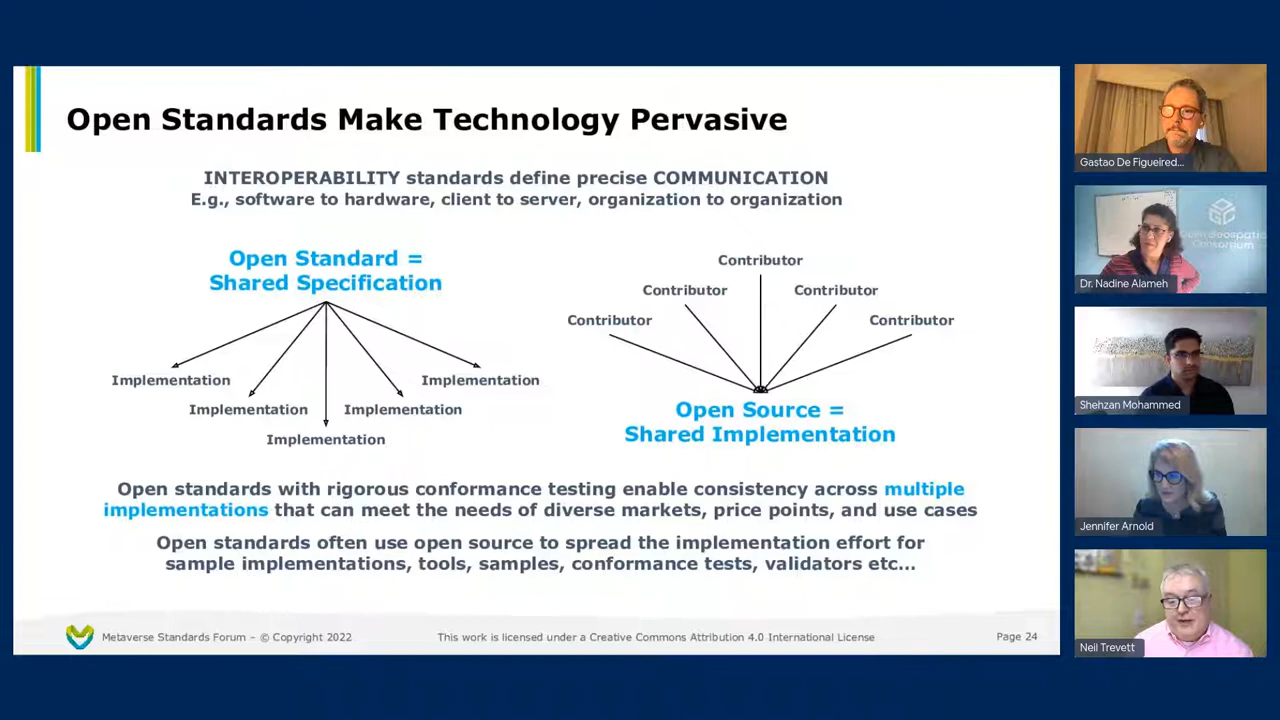 Open Standards Make Technology Pervasive
INTEROPERABILITY standards define precise COMMUNICATION
E.g., software to hardware, client to server, organization to organization
Open Standard =
Shared Specification
Implementation
Implementation
Implementation
Implementation
Implementation
Contributor
Contributor
Contributor
Contributor
Contributor
Open Source =
Shared Implementation
Open standards with rigorous conformance testing enable consistency across multiple
implementations that can meet the needs of diverse markets, price points, and use cases
Open standards often use open source to spread the implementation effort for
sample implementations, tools, samples, conformance tests, validators etc...
Metaverse Standards Forum – © Copyright 2022
This work is licensed under a Creative Commons Attribution 4.0 International License
Page 24
Gastao De Figueired...
Consortium
Dr. Nadine Alameh
Shehzan Mohammed
Jennifer Arnold
Neil Trevett